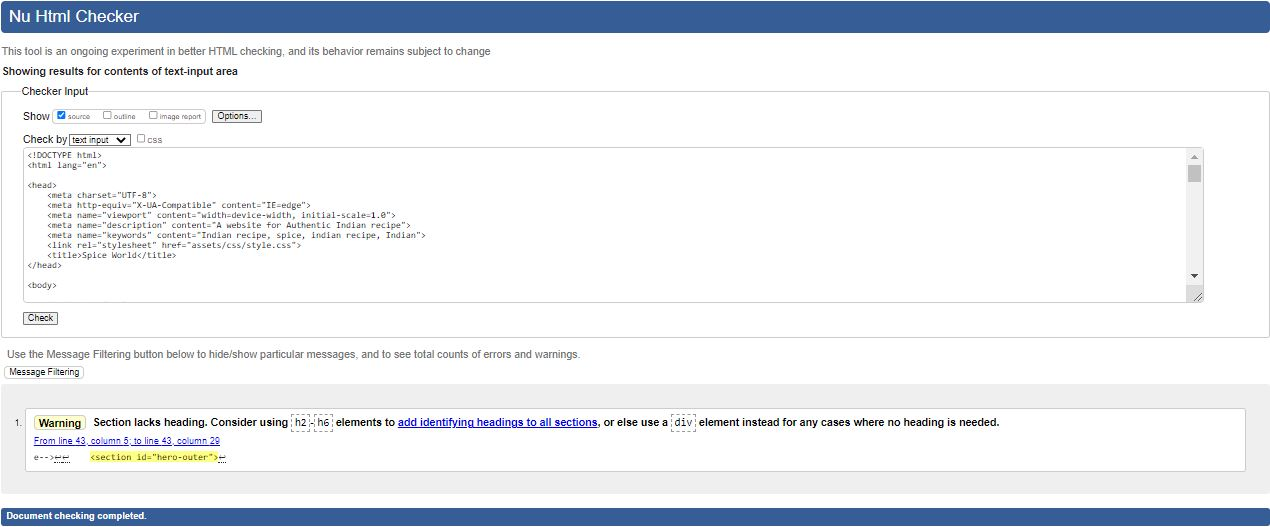 Nu Html Checker
This tool is an ongoing experiment in better HTML checking, and its behavior remains subject to change
Showing results for contents of text-input area
Checker Input
Show source outline image report Options...
Check by text input css
<!DOCTYPE html>
<html lang="en">
<head>
<meta charset="UTF-8">
<meta http-equiv="X-UA-Compatible" content="IE=edge">
<meta name="viewport" content="width=device-width, initial-scale=1.0">
<meta name="description" content="A website for Authentic Indian recipe">
<meta name="keywords" content="Indian recipe, spice, indian recipe, Indian">
<link rel="stylesheet" href="assets/css/style.css">
<title>Spice World</title>
</head>
<body>
Check
Use the Message Filtering button below to hide/show particular messages, and to see total counts of errors and warnings.
Message Filtering
1. Warning Section lacks heading. Consider using h2-h6 elements to add identifying headings to all sections, or else use a div element instead for any cases where no heading is needed.
From line 43, column 5; to line 43, column 29
e-->↩↩ <section id="hero-outer">↩
Document checking completed.